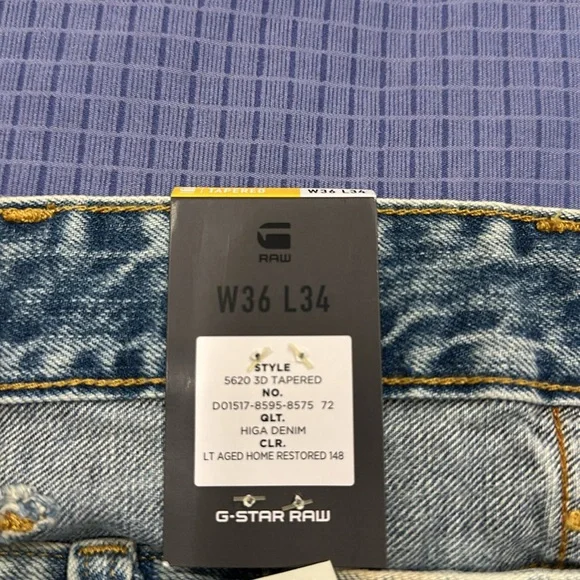 3D / TAPERED W36 L34
RAW
W36 L34
STYLE
5620 3D TAPERED
NO.
D01517-8595-8575 72
QLT.
HIGA DENIM
CLR.
LT AGED HOME RESTORED 148
G-STAR RAW